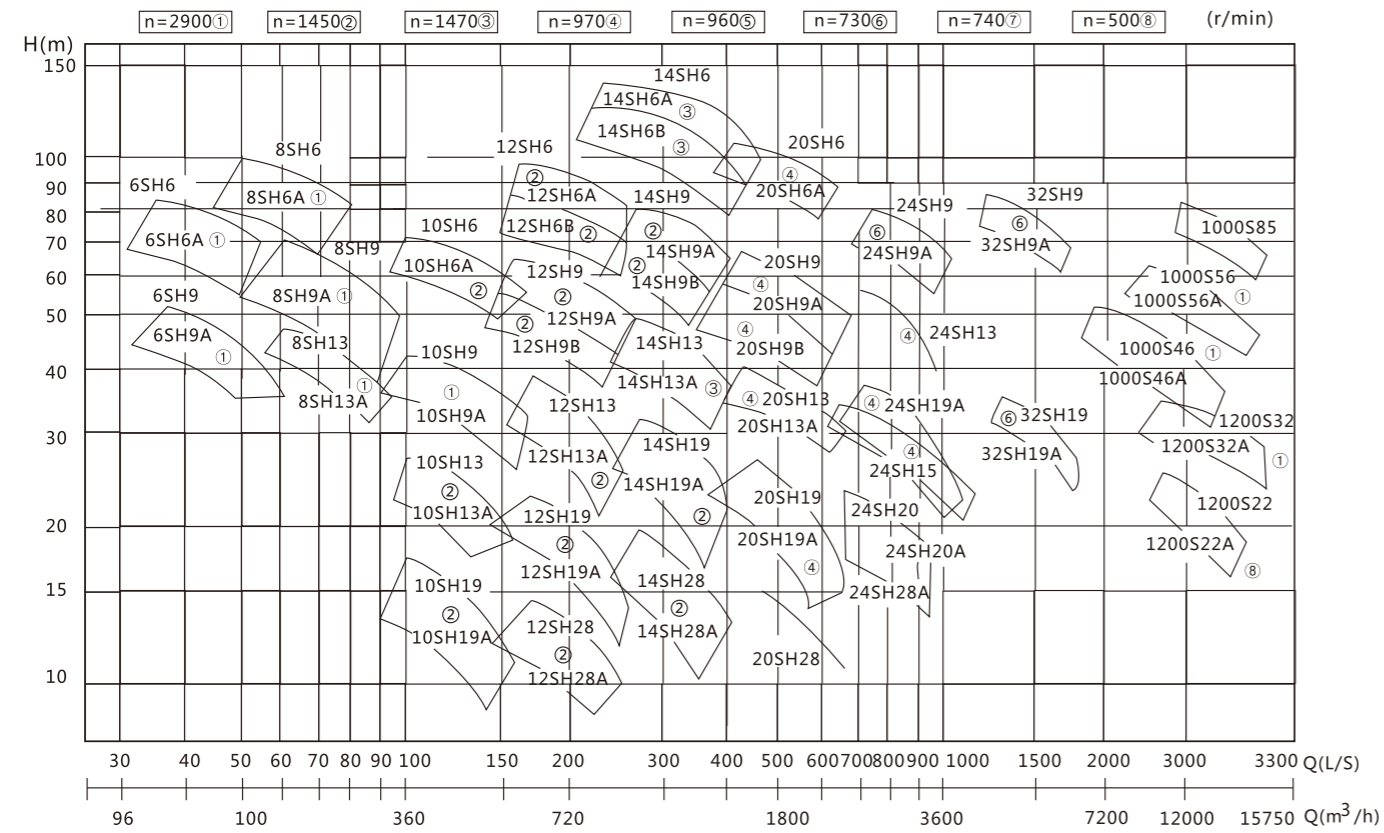 n=2900① n=1450② n=1470③ n=970④ n=960⑤ n=730⑥ n=740⑦ n=500⑧ (r/min)
H(m)
150
14SH6
14SH6A ③
14SH6B ③
100
8SH6
12SH6
20SH6
90
6SH6
8SH6A ①
②
12SH6A
14SH9
④
20SH6A
24SH9
32SH9
80
6SH6A ①
10SH6
12SH6B ②
②
⑥
⑥
1000S85
70
8SH9
14SH9A
24SH9A
32SH9A
60
10SH6A
12SH9
②
20SH9
1000S56
6SH9
8SH9A ①
②
②
14SH9B
④
20SH9A
1000S56A ①
50
6SH9A
①
8SH13
②
12SH9A
12SH9B
14SH13
④
20SH9B
④
24SH13
1000S46 ①
40
10SH9
①
14SH13A ③
1000S46A
8SH13A
①
10SH9A
12SH13
④ 20SH13
④ 24SH19A
⑥ 32SH19
1200S32
30
20SH13A
14SH19
④
32SH19A
1200S32A
①
10SH13
②
12SH13A
②
14SH19A
24SH15
20SH19
24SH20
1200S22
10SH13A
12SH19
②
20
②
20SH19A
24SH20A
1200S22A
⑧
12SH19A
④
15
10SH19
②
14SH28
②
24SH28A
10SH19A
12SH28
②
14SH28A
20SH28
10
12SH28A
30 40 50 60 70 80 90 100 150 200 300 400 500 600 700 800 900 1000 1500 2000 3000 3300 Q(L/S)
96 100 360 720 1800 3600 7200 12000 15750 Q(m³/h)